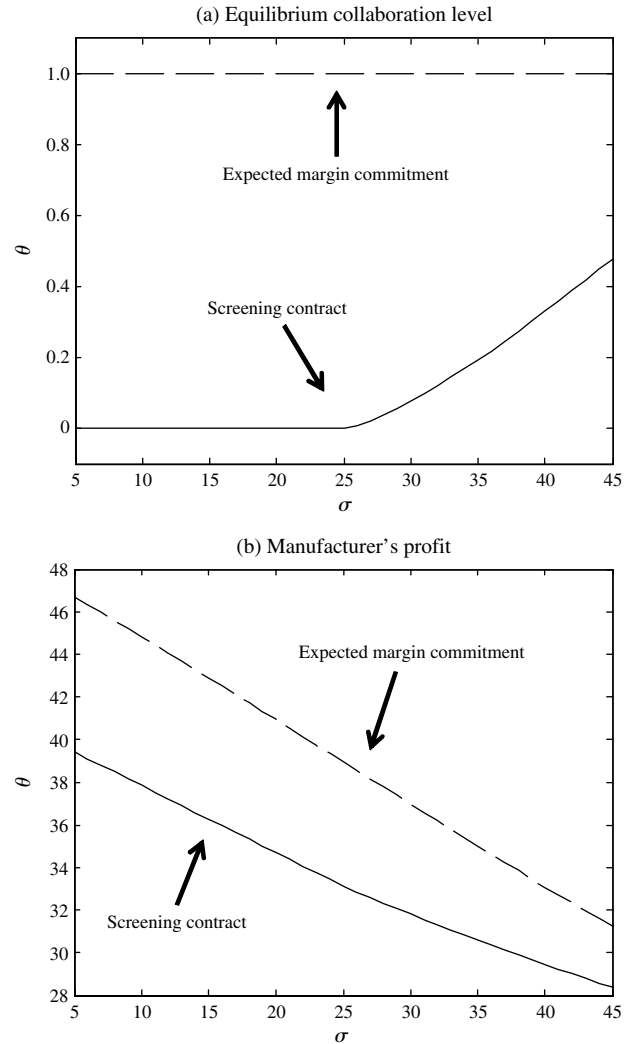 (a) Equilibrium collaboration level
1.0
0.8
Expected margin commitment
0.6
θ
0.4
Screening contract
0.2
0
5 10 15 20 25 30 35 40 45
σ
(b) Manufacturer's profit
48
46
Expected margin commitment
44
42
40
θ
38
36
34
32
Screening contract
30
28
5 10 15 20 25 30 35 40 45
σ